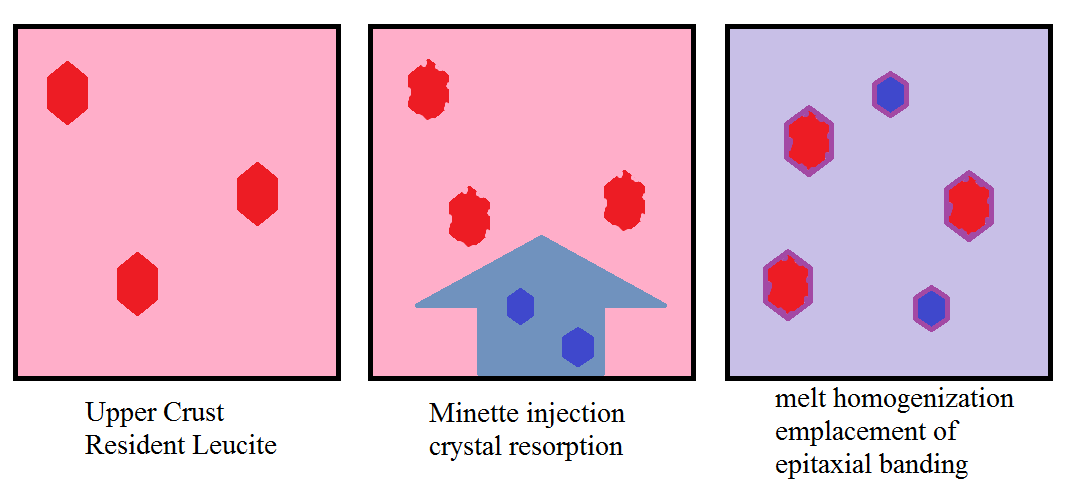 Upper Crust
Resident Leucite
Minette injection
crystal resorption
melt homogenization
emplacement of
epitaxial banding